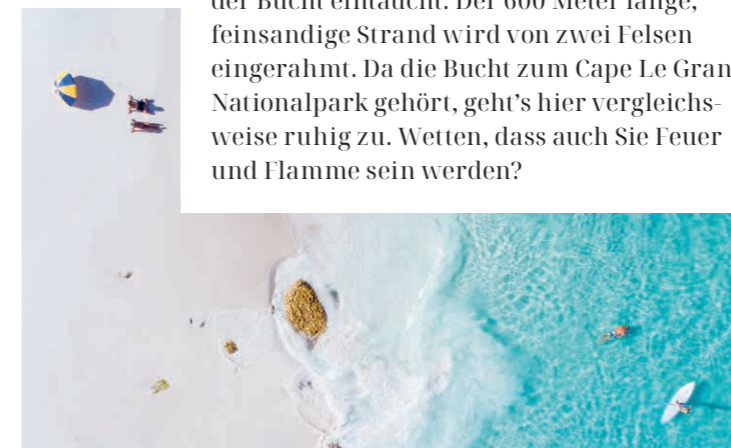 der Bucht eintaucht. Der 600 Meter lange,
feinsandige Strand wird von zwei Felsen
eingerahmt. Da die Bucht zum Cape Le Gran
Nationalpark gehört, geht’s hier vergleichs-
weise ruhig zu. Wetten, dass auch Sie Feuer
und Flamme sein werden?